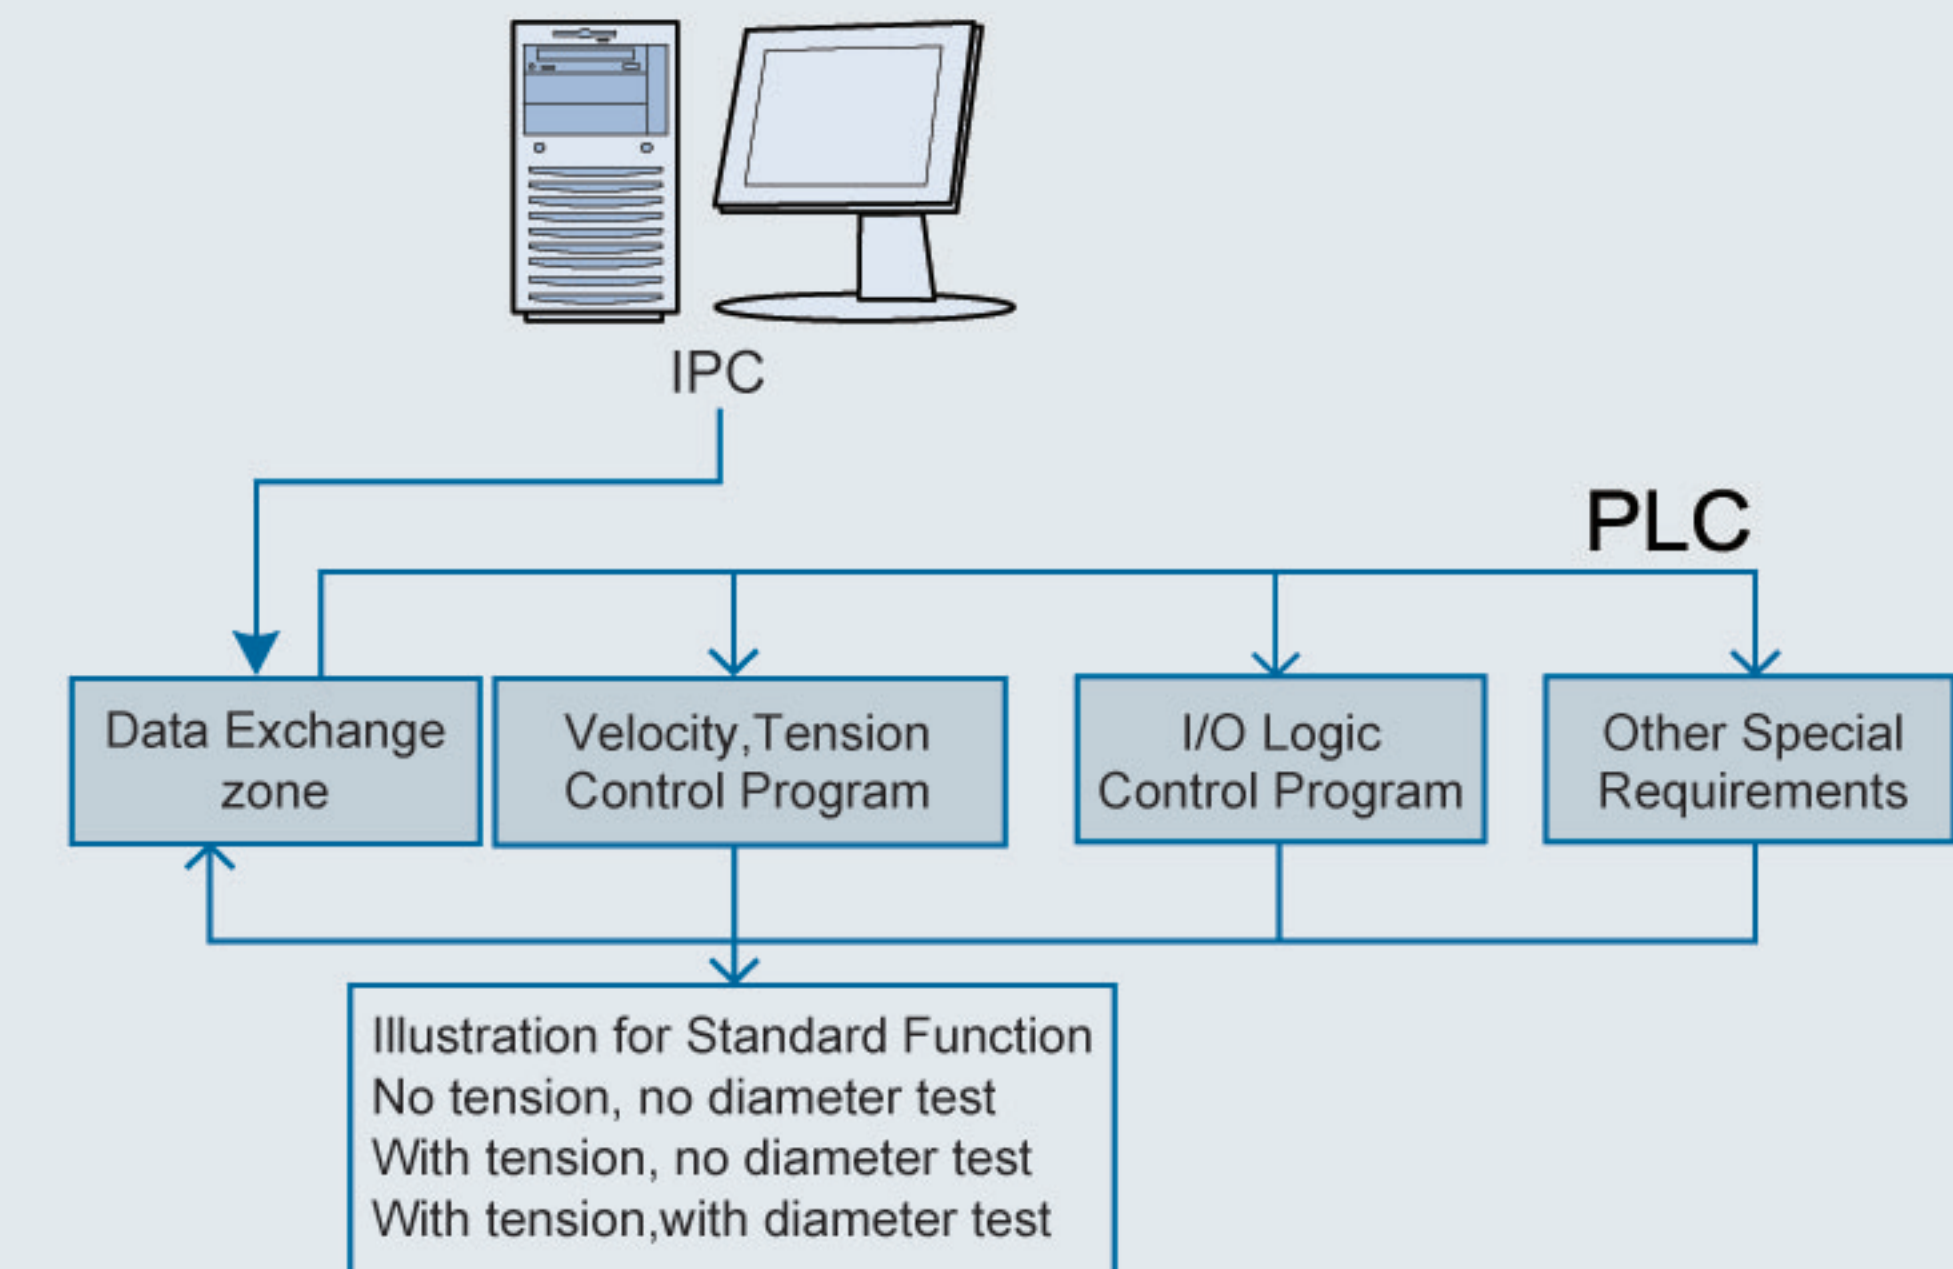 IPC
PLC
Data Exchange
zone
Velocity,Tension
Control Program
I/O Logic
Control Program
Other Special
Requirements
Illustration for Standard Function
No tension, no diameter test
With tension, no diameter test
With tension,with diameter test